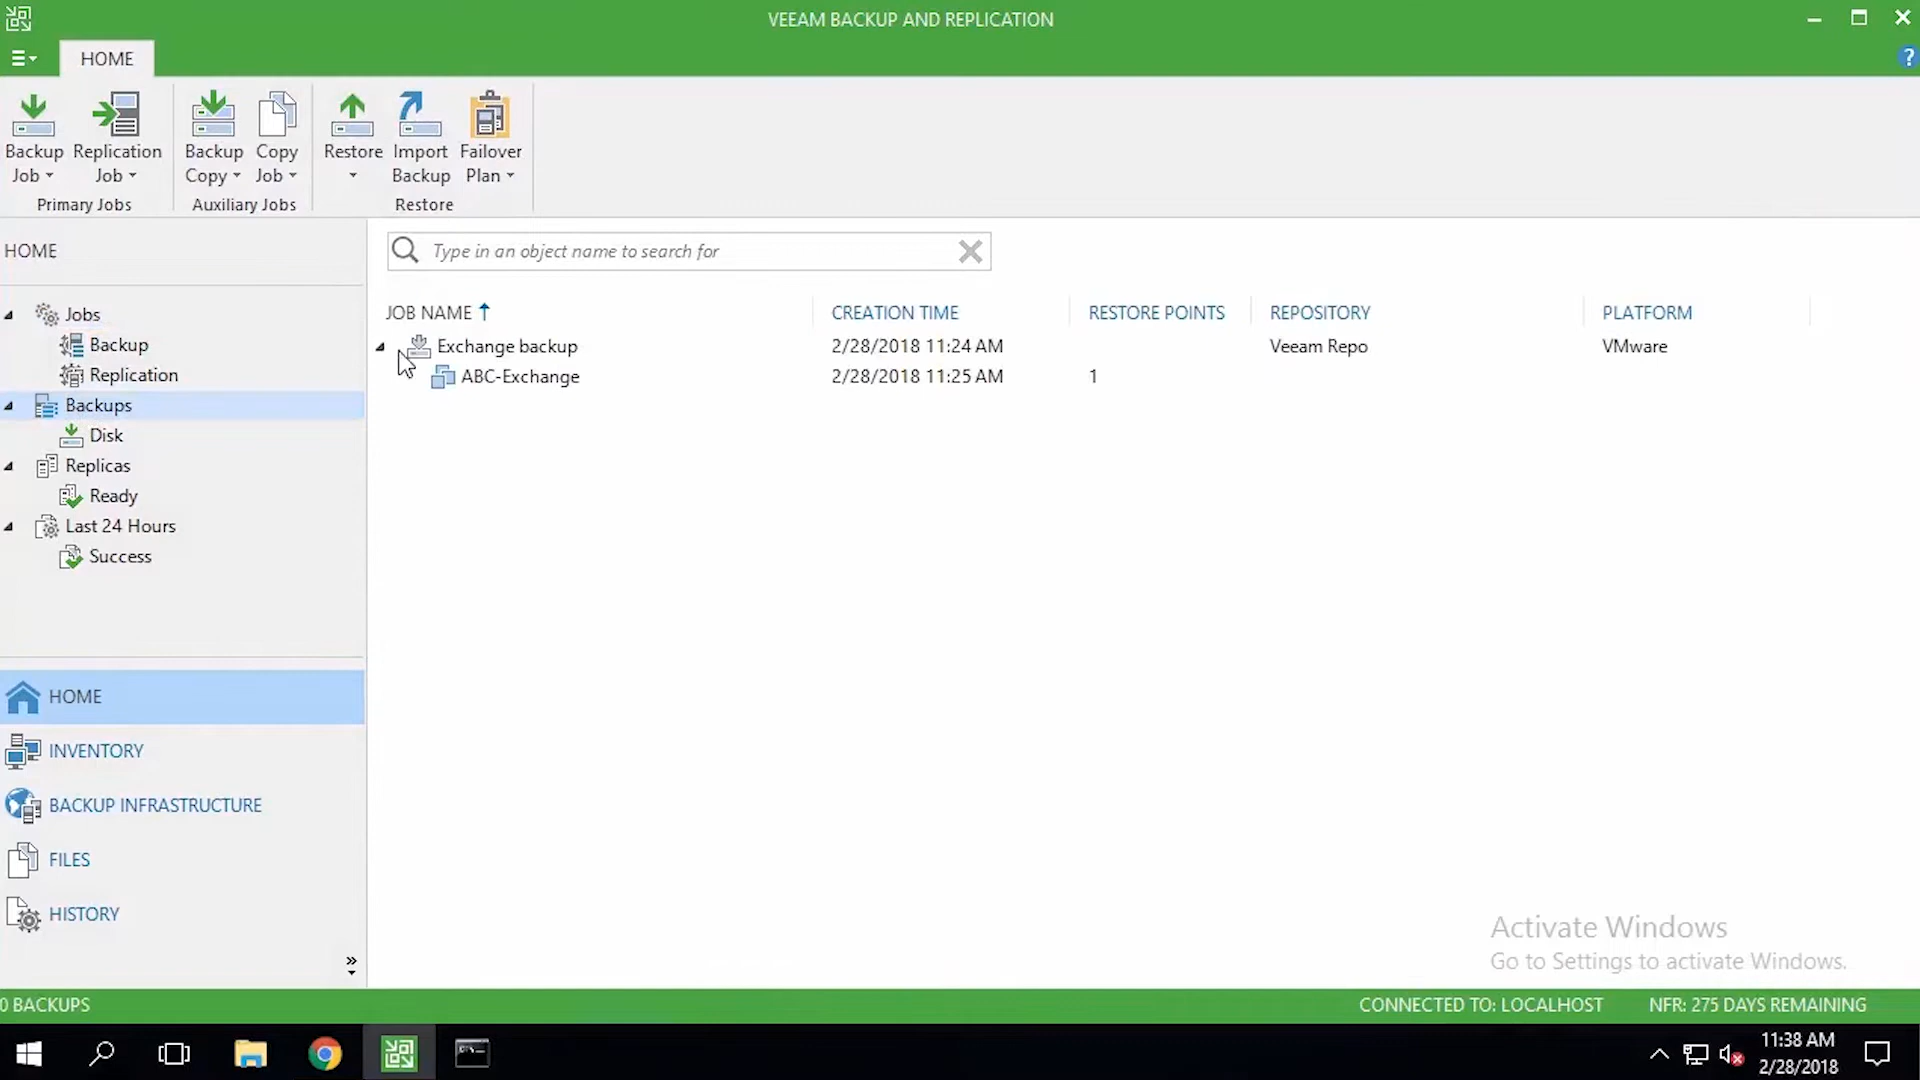 VEEAM BACKUP AND REPLICATION
HOME
?
Backup Job
Replication Job
Primary Jobs
Backup Copy
Copy Job
Auxiliary Jobs
Restore
Import Backup
Failover Plan
Restore
HOME
Type in an object name to search for
Jobs
Backup
Replication
Backups
Disk
Replicas
Ready
Last 24 Hours
Success
JOB NAME CREATION TIME RESTORE POINTS REPOSITORY PLATFORM
Exchange backup 2/28/2018 11:24 AM Veeam Repo VMware
ABC-Exchange 2/28/2018 11:25 AM 1
HOME
INVENTORY
BACKUP INFRASTRUCTURE
FILES
HISTORY
»
Activate Windows
Go to Settings to activate Windows.
0 BACKUPS
CONNECTED TO: LOCALHOST
NFR: 275 DAYS REMAINING
11:38 AM
2/28/2018